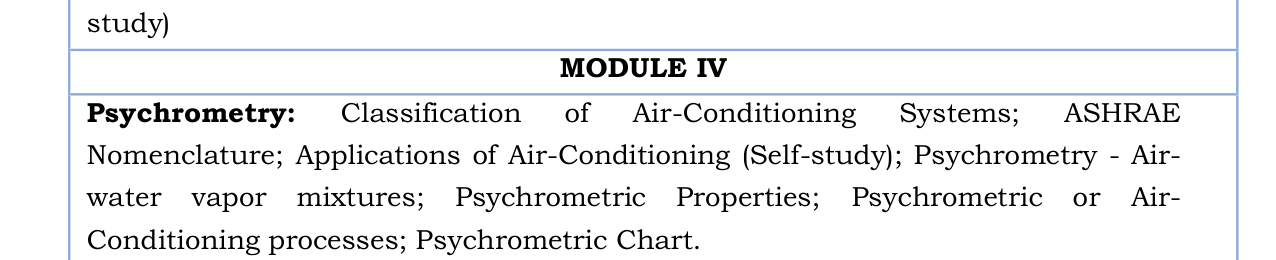 study)
MODULE IV
Psychrometry: Classification of Air-Conditioning Systems; ASHRAE
Nomenclature; Applications of Air-Conditioning (Self-study); Psychrometry - Air-
water vapor mixtures; Psychrometric Properties; Psychrometric or Air-
Conditioning processes; Psychrometric Chart.